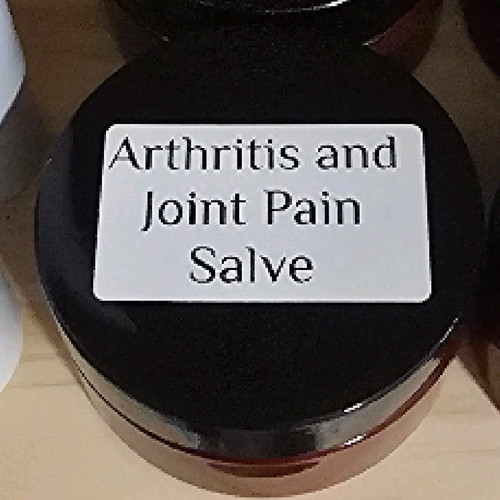 Arthritis and
Joint Pain
Salve